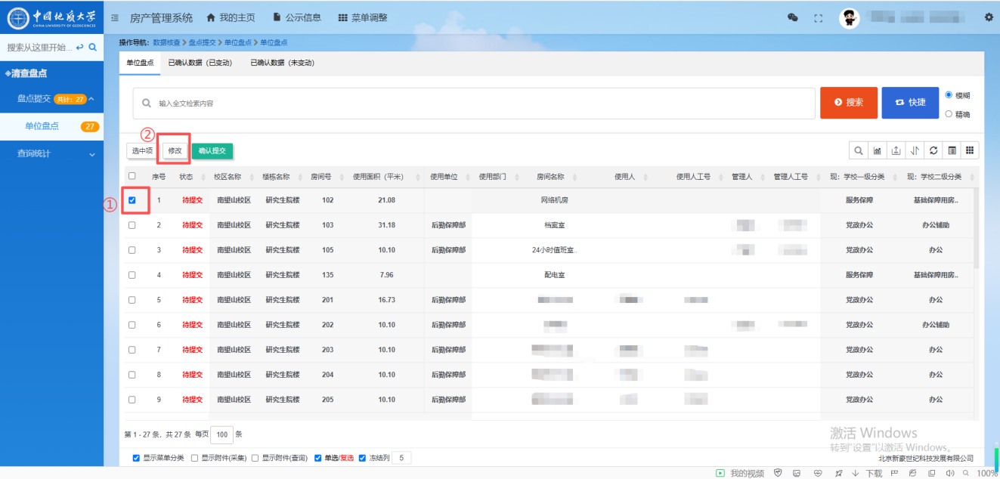 中国地质大学 房产管理系统 我的主页 公示信息 菜单调整
CHINA UNIVERSITY OF GEOSCIENCES
搜索从这里开始...
操作导航: 数据核查 > 盘点提交 > 单位盘点 > 单位盘点
单位盘点 已确认数据（已变动） 已确认数据（未变动）
清查盘点
盘点提交 共计: 27
单位盘点 27
查询统计
输入全文检索内容 搜索 快捷 模糊
精确
②
选中项 修改 确认提交
序号 状态 校区名称 楼栋名称 房间号 使用面积（平米） 使用单位 使用部门 房间名称 使用人 使用人工号 管理人 管理人工号 现: 学校一级分类 现: 学校二级分类
① 1 待提交 南望山校区 研究生院楼 102 21.08 网络机房 服务保障 基础保障用房..
2 待提交 南望山校区 研究生院楼 103 31.18 后勤保障部 档案室 党政办公 办公辅助
3 待提交 南望山校区 研究生院楼 105 10.10 后勤保障部 24小时值班室.. 党政办公 办公
4 待提交 南望山校区 研究生院楼 135 7.96 配电室 服务保障 基础保障用房..
5 待提交 南望山校区 研究生院楼 201 16.73 后勤保障部 党政办公 办公
6 待提交 南望山校区 研究生院楼 202 10.10 后勤保障部 党政办公 办公辅助
7 待提交 南望山校区 研究生院楼 203 10.10 后勤保障部 党政办公 办公
8 待提交 南望山校区 研究生院楼 204 10.10 后勤保障部 党政办公 办公
9 待提交 南望山校区 研究生院楼 205 10.10 后勤保障部 党政办公 办公
第 1 - 27 条, 共 27 条 每页 100 条
激活 Windows
转到"设置"以激活 Windows。
显示菜单分类 显示附件(采集) 显示附件(查询) 单选/复选 冻结列 5
北京新豪世纪科技发展有限公司
我的视频 下载 100%